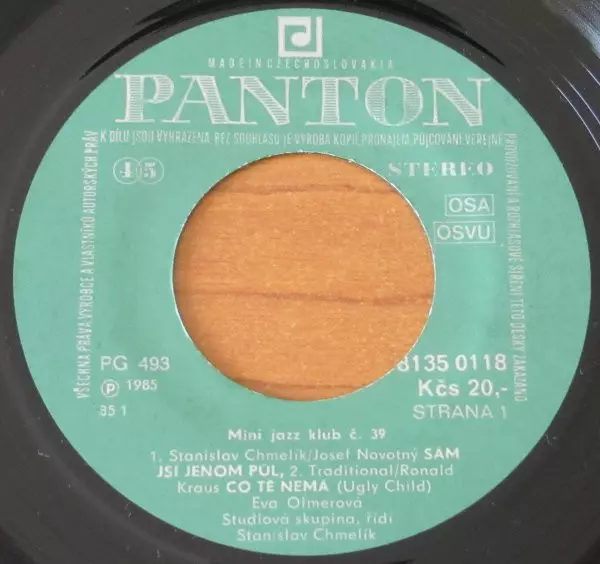 MADE IN CZECHOSLOVAKIA
PANTON
VŠECHNA PRÁVA VÝROBCE A VLASTNÍKŮ AUTORSKÝCH PRÁV
K DÍLU JSOU VYHRAZENA. BEZ SOUHLASU JE VÝROBA KOPIÍ, PRONÁJEM, PŮJČOVÁNÍ, VEŘEJNÉ
PROVOZOVÁNÍ A ROZHLASOVÉ ŠÍŘENÍ TÉTO DESKY ZAKÁZÁNO
45
STEREO
OSA
OSVU
PG 493
℗ 1985
85 1
8135 0118
Kčs 20,-
STRANA 1
Mini jazz klub č. 39
1. Stanislav Chmelík/Josef Novotný SÁM
JSI JENOM PŮL, 2. Traditional/Ronald
Kraus CO TĚ NEMÁ (Ugly Child)
Eva Olmerová
Studiová skupina, řídí
Stanislav Chmelík